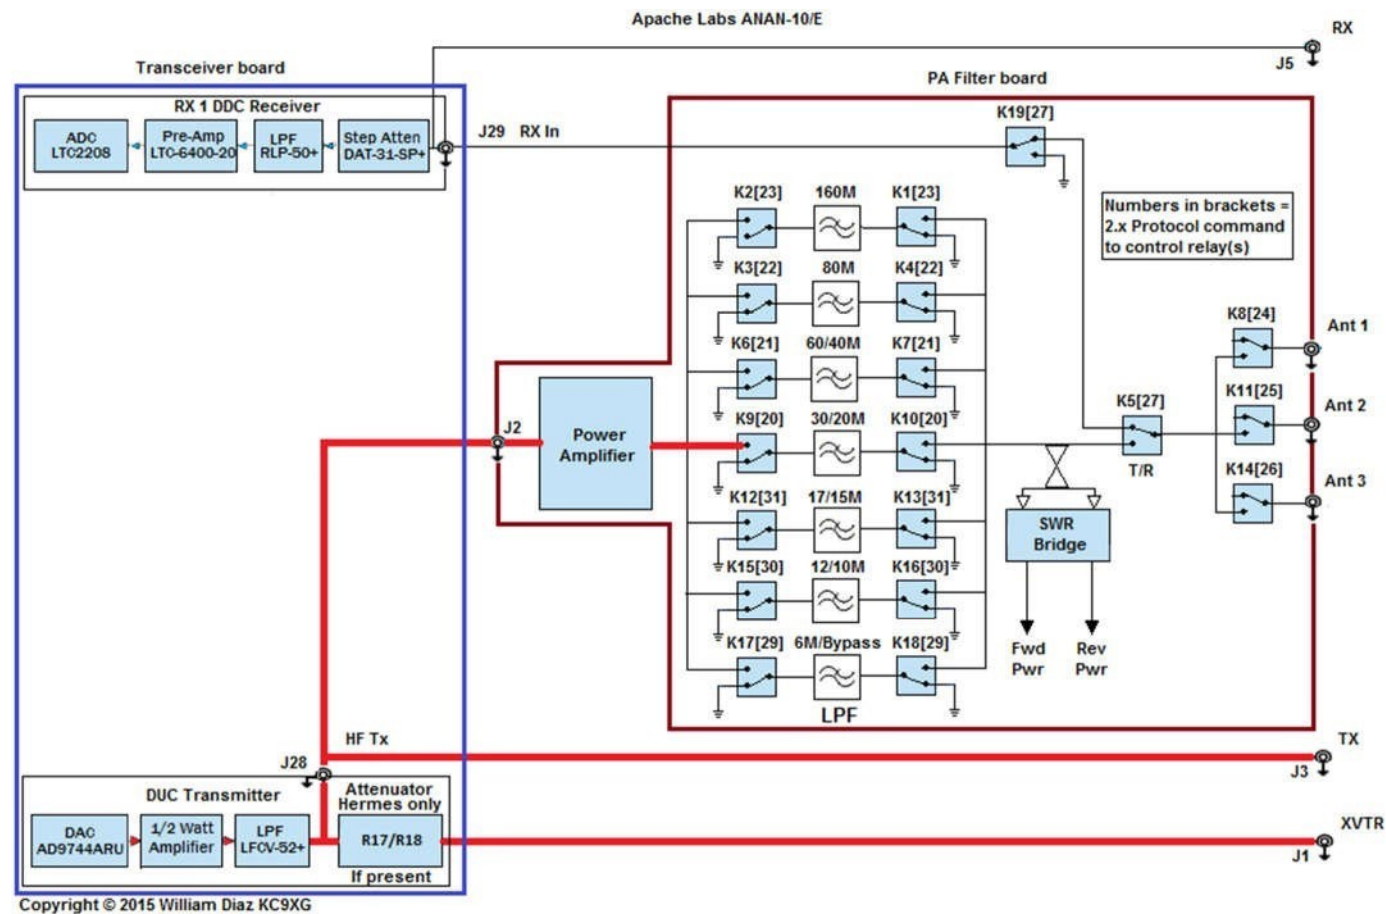 Apache Labs ANAN-10/E
RX
J5
Transceiver board
PA Filter board
RX 1 DDC Receiver
ADC
LTC2208
Pre-Amp
LTC-6400-20
LPF
RLP-50+
Step Atten
DAT-31-SP+
J29 RX In
K19[27]
Numbers in brackets =
2.x Protocol command
to control relay(s)
K2[23]
160M
K1[23]
K3[22]
80M
K4[22]
K6[21]
60/40M
K7[21]
K9[20]
30/20M
K10[20]
K12[31]
17/15M
K13[31]
K15[30]
12/10M
K16[30]
K17[29]
6M/Bypass
K18[29]
LPF
J2
Power
Amplifier
K5[27]
T/R
SWR
Bridge
Fwd
Pwr
Rev
Pwr
K8[24]
Ant 1
K11[25]
Ant 2
K14[26]
Ant 3
HF Tx
TX
J3
J28
DUC Transmitter
Attenuator
Hermes only
DAC
AD9744ARU
1/2 Watt
Amplifier
LPF
LFCV-52+
R17/R18
If present
XVTR
J1
Copyright © 2015 William Diaz KC9XG